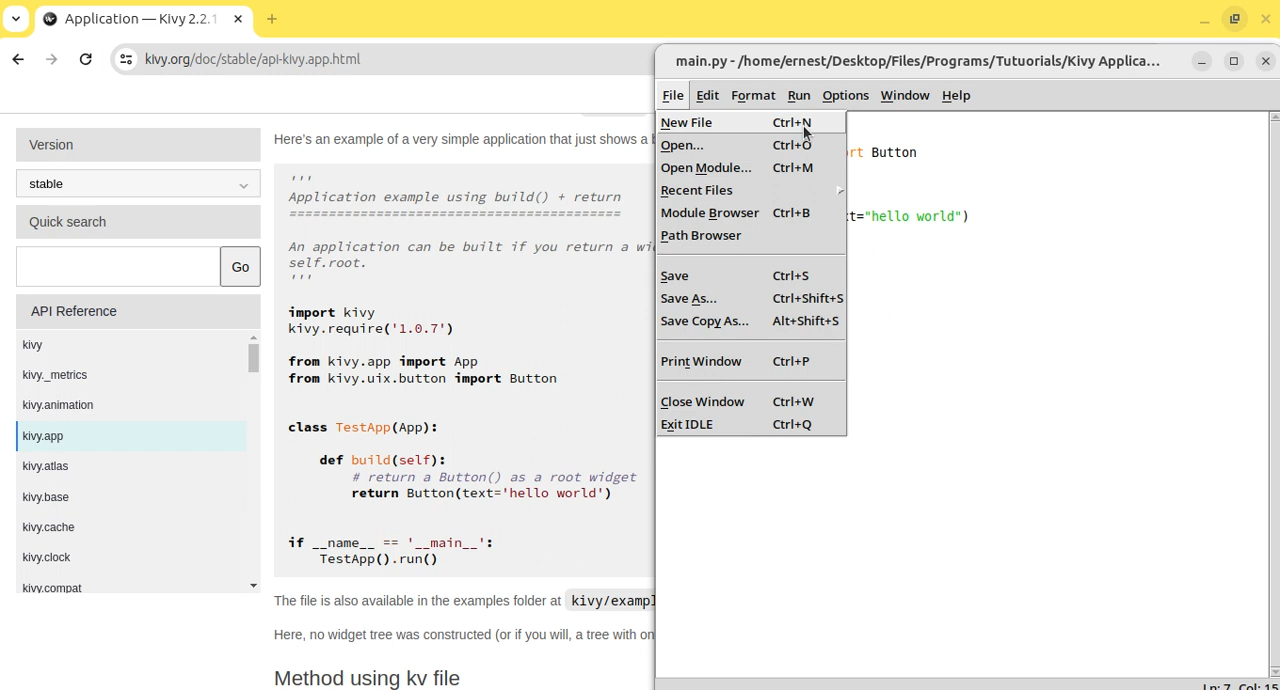 Application — Kivy 2.2.1
kivy.org/doc/stable/api-kivy.app.html
Version
stable
Quick search
Go
API Reference
kivy
kivy._metrics
kivy.animation
kivy.app
kivy.atlas
kivy.base
kivy.cache
kivy.clock
kivy.compat
Here's an example of a very simple application that just shows a
'''
Application example using build() + return
==========================================
An application can be built if you return a
self.root.
'''
import kivy
kivy.require('1.0.7')
from kivy.app import App
from kivy.uix.button import Button
class TestApp(App):
def build(self):
# return a Button() as a root widget
return Button(text='hello world')
if __name__ == '__main__':
TestApp().run()
The file is also available in the examples folder at kivy/exampl
Here, no widget tree was constructed (or if you will, a tree with on
Method using kv file
main.py - /home/ernest/Desktop/Files/Programs/Tutuorials/Kivy Applica...
File Edit Format Run Options Window Help
New File Ctrl+N
Open... Ctrl+O
Open Module... Ctrl+M
Recent Files
Module Browser Ctrl+B
Path Browser
Save Ctrl+S
Save As... Ctrl+Shift+S
Save Copy As... Alt+Shift+S
Print Window Ctrl+P
Close Window Ctrl+W
Exit IDLE Ctrl+Q
rt Button
xt="hello world")
Ln: 7 Col: 15